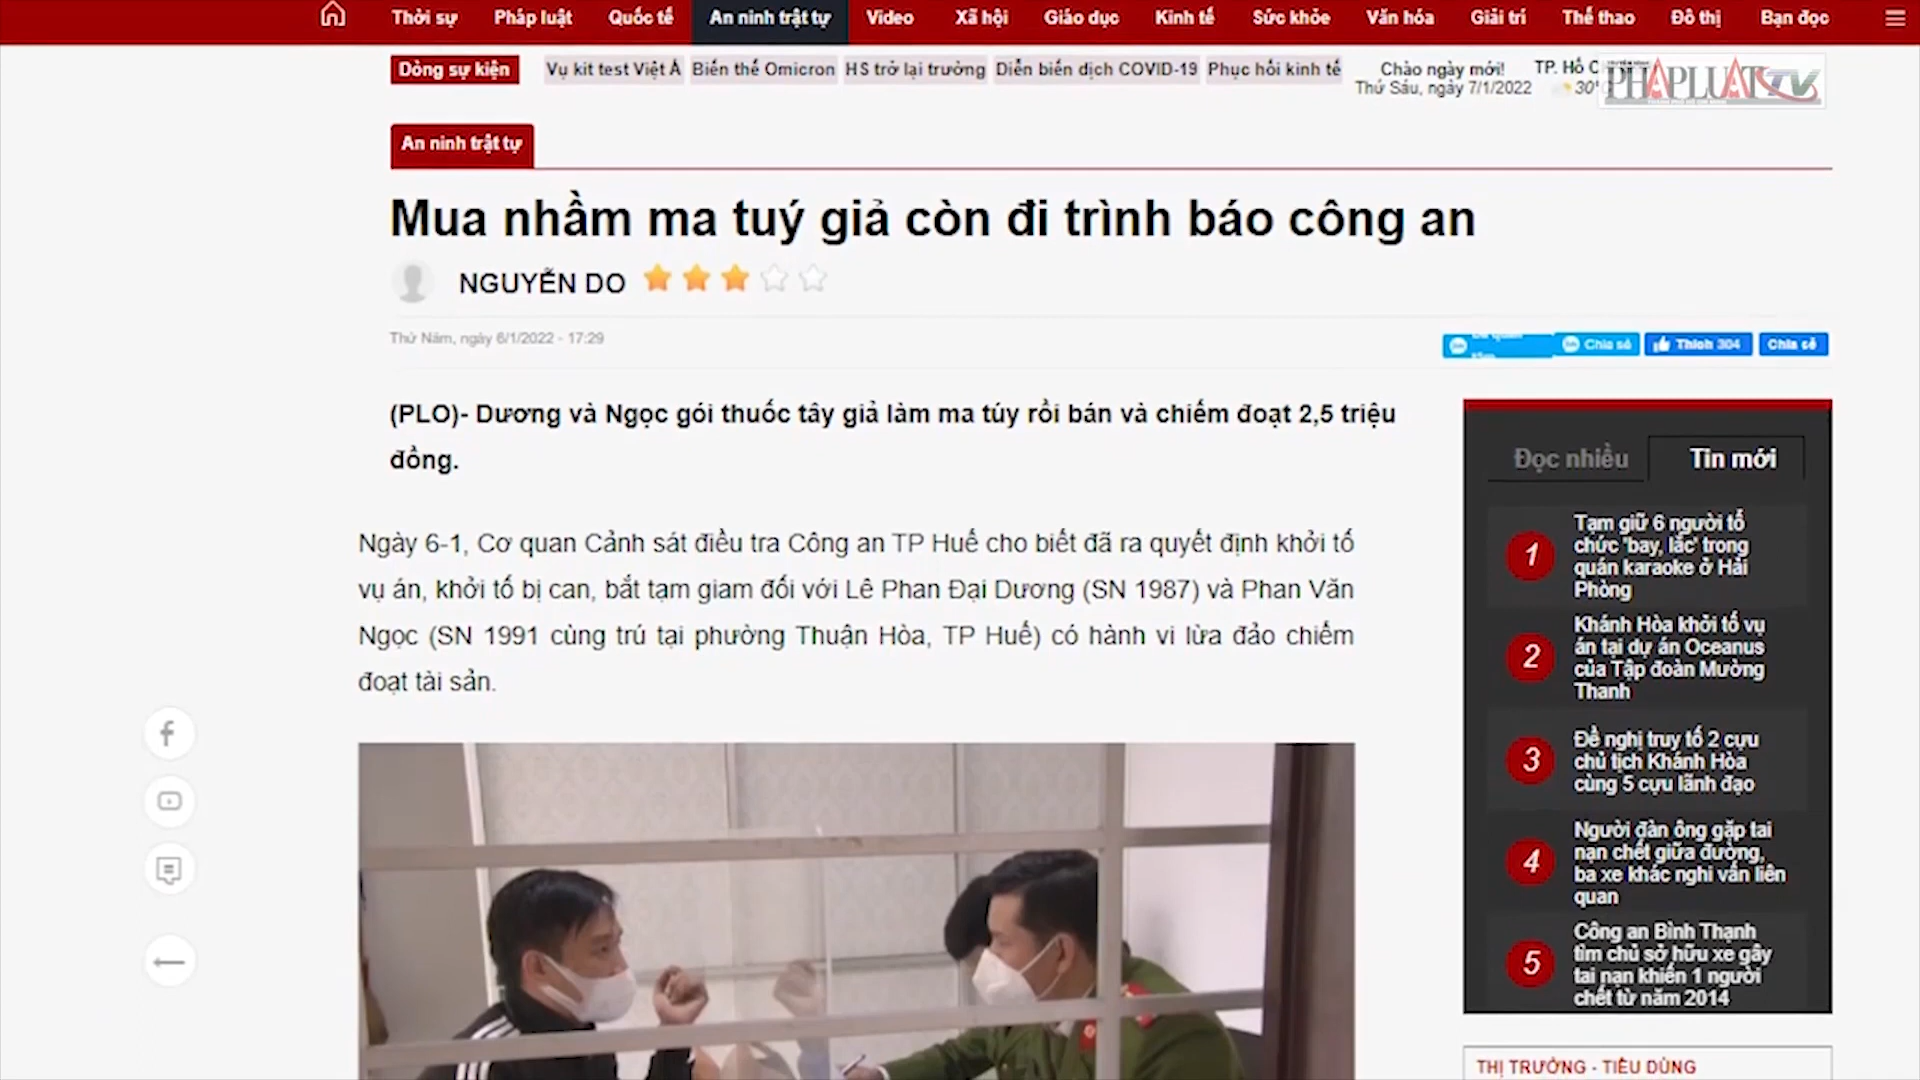 Thời sự Pháp luật Quốc tế An ninh trật tự Video Xã hội Giáo dục Kinh tế Sức khỏe Văn hóa Giải trí Thể thao Đô thị Bạn đọc
Dòng sự kiện Vụ kit test Việt Á Biến thể Omicron HS trở lại trường Diễn biến dịch COVID-19 Phục hồi kinh tế
Chào ngày mới! TP. Hồ C
Thứ Sáu, ngày 7/1/2022 30°
PHÁP LUẬT TV
An ninh trật tự
Mua nhầm ma tuý giả còn đi trình báo công an
NGUYỄN DO
Thứ Năm, ngày 6/1/2022 - 17:29
Chia sẻ Thích 304 Chia sẻ
(PLO)- Dương và Ngọc gói thuốc tây giả làm ma túy rồi bán và chiếm đoạt 2,5 triệu
đồng.
Ngày 6-1, Cơ quan Cảnh sát điều tra Công an TP Huế cho biết đã ra quyết định khởi tố
vụ án, khởi tố bị can, bắt tạm giam đối với Lê Phan Đại Dương (SN 1987) và Phan Văn
Ngọc (SN 1991 cùng trú tại phường Thuận Hòa, TP Huế) có hành vi lừa đảo chiếm
đoạt tài sản.
Đọc nhiều Tin mới
1 Tạm giữ 6 người tổ
chức 'bay, lắc' trong
quán karaoke ở Hải
Phòng
2 Khánh Hòa khởi tố vụ
án tại dự án Oceanus
của Tập đoàn Mường
Thanh
3 Đề nghị truy tố 2 cựu
chủ tịch Khánh Hòa
cùng 5 cựu lãnh đạo
4 Người đàn ông gặp tai
nạn chết giữa đường,
ba xe khác nghi vấn liên
quan
5 Công an Bình Thạnh
tìm chủ sở hữu xe gây
tai nạn khiến 1 người
chết từ năm 2014
THỊ TRƯỜNG - TIÊU DÙNG